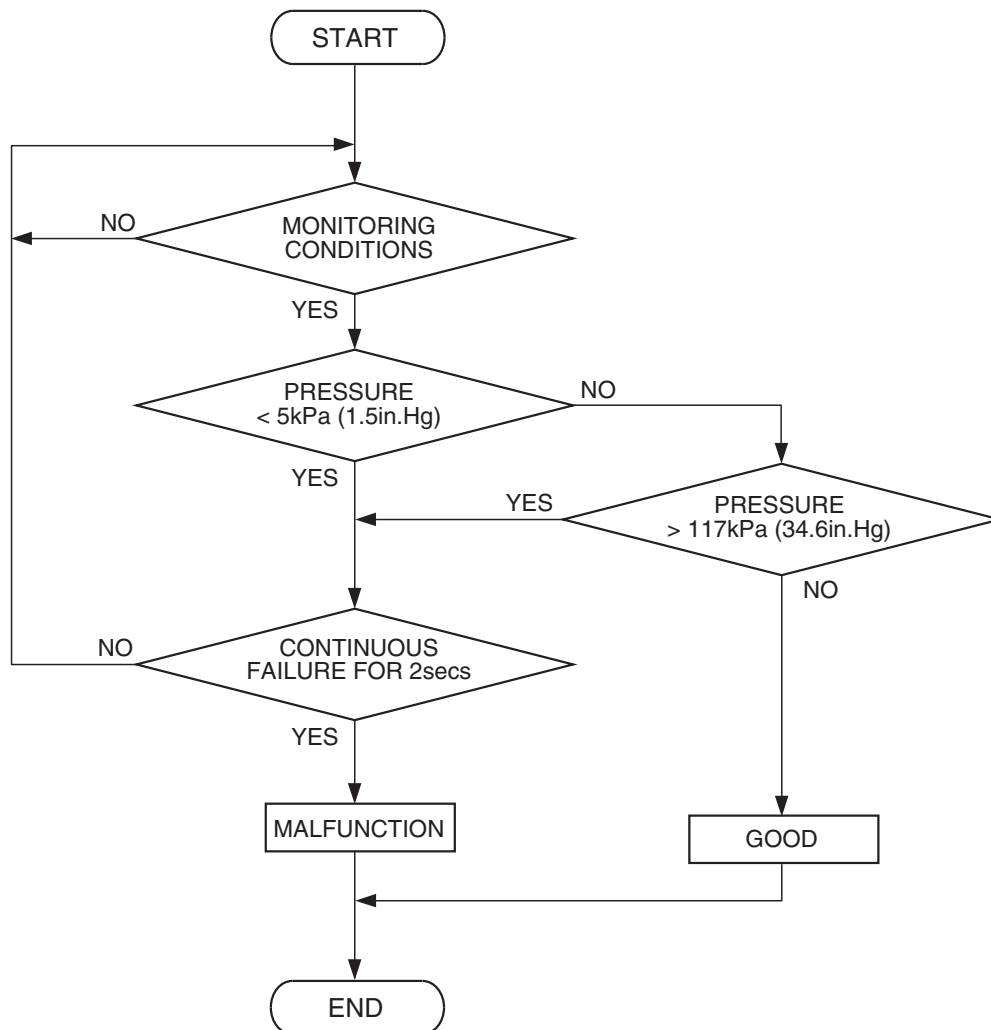 START
NO
MONITORING
CONDITIONS
YES
PRESSURE
< 5kPa (1.5in.Hg)
NO
YES
YES
PRESSURE
> 117kPa (34.6in.Hg)
NO
NO
CONTINUOUS
FAILURE FOR 2secs
YES
MALFUNCTION
GOOD
END